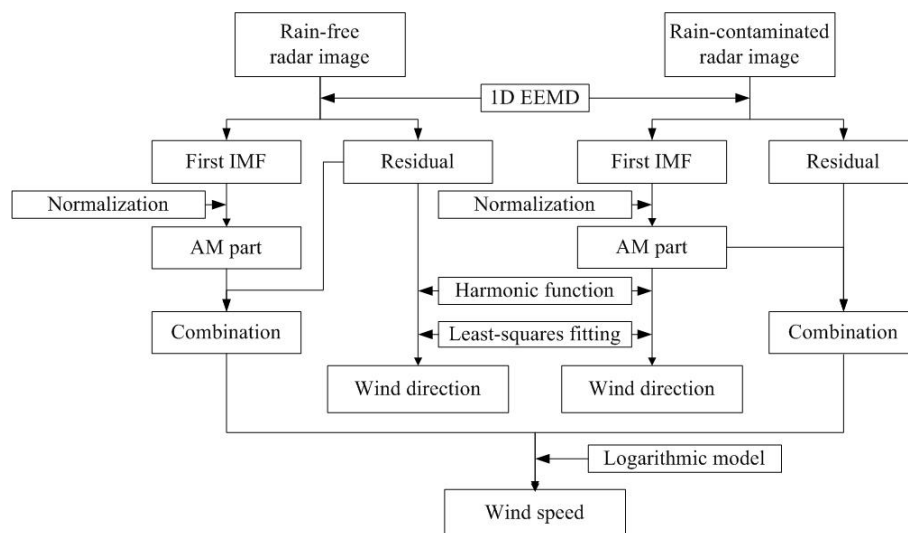 Rain-free
radar image
Rain-contaminated
radar image
1D EEMD
First IMF
Residual
First IMF
Residual
Normalization
Normalization
AM part
AM part
Harmonic function
Combination
Least-squares fitting
Combination
Wind direction
Wind direction
Logarithmic model
Wind speed